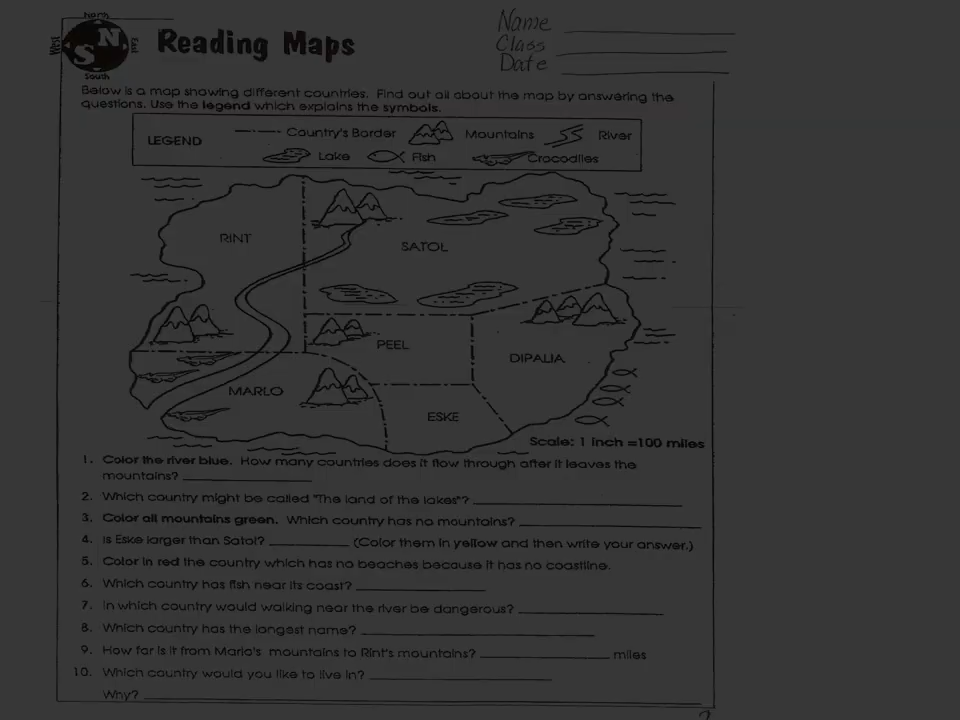 North
West
N
S
East
South
Reading Maps
Name
Class
Date
Below is a map showing different countries. Find out all about the map by answering the
questions. Use the legend which explains the symbols.
LEGEND
Country's Border
Mountains
River
Lake
Fish
Crocodiles
RINT
SATOL
PEEL
DIPALIA
MARLO
ESKE
Scale: 1 inch =100 miles
1. Color the river blue. How many countries does it flow through after it leaves the
mountains?
2. Which country might be called "The land of the lakes"?
3. Color all mountains green. Which country has no mountains?
4. Is Eske larger than Satol? (Color them in yellow and then write your answer.)
5. Color in red the country which has no beaches because it has no coastline.
6. Which country has fish near its coast?
7. In which country would walking near the river be dangerous?
8. Which country has the longest name?
9. How far is it from Marlo's mountains to Rint's mountains? miles
10. Which country would you like to live in?
Why?